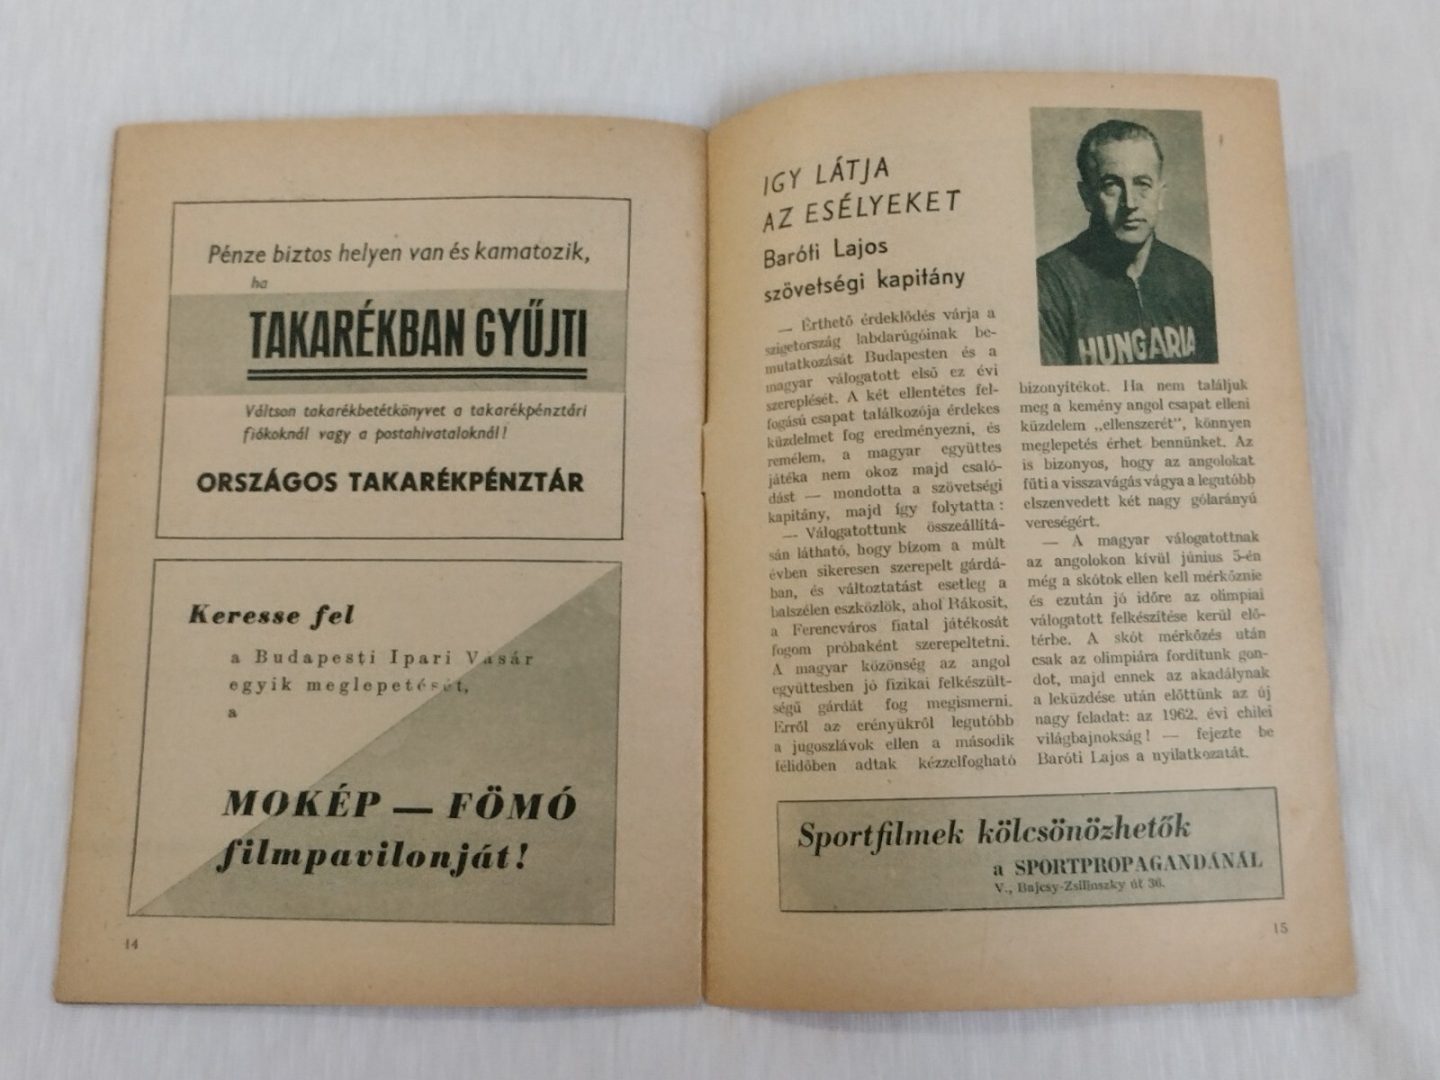 Pénze biztos helyen van és kamatozik,
ha
TAKARÉKBAN GYŰJTI
Váltson takarékbetétkönyvet a takarékpénztári
fiókoknál vagy a postahivataloknál!
ORSZÁGOS TAKARÉKPÉNZTÁR
Keresse fel
a Budapesti Ipari Vásár
egyik meglepetését,
a
MOKÉP — FÖMÓ
filmpavilonját!
14
IGY LÁTJA
AZ ESÉLYEKET
Baróti Lajos
szövetségi kapitány
— Érthető érdeklődés várja a
szigetország labdarúgóinak be-
mutatkozását Budapesten és a
magyar válogatott első ez évi
szereplését. A két ellentétes fel-
fogású csapat találkozója érdekes
küzdelmet fog eredményezni, és
remélem, a magyar együttes
játéka nem okoz majd csaló-
dást — mondotta a szövetségi
kapitány, majd így folytatta:
— Válogatottunk összeállítá-
sán látható, hogy bízom a múlt
évben sikeresen szerepelt gárdá-
ban, és változtatást esetleg a
balszélen eszközlök, ahol Rákosit,
a Ferencváros fiatal játékosát
fogom próbaként szerepeltetni.
A magyar közönség az angol
együttesben jó fizikai felkészült-
ségű gárdát fog megismerni.
Erről az erényükről legutóbb
a jugoszlávok ellen a második
félidőben adtak kézzelfogható
HUNGARIA
bizonyítékot. Ha nem találjuk
meg a kemény angol csapat elleni
küzdelem „ellenszerét", könnyen
meglepetés érhet bennünket. Az
is bizonyos, hogy az angolokat
fűti a visszavágás vágya a legutóbb
elszenvedett két nagy gólarányú
vereségért.
— A magyar válogatottnak
az angolokon kívül június 5-én
még a skótok ellen kell mérkőznie
és ezután jó időre az olimpiai
válogatott felkészítése kerül elő-
térbe. A skót mérkőzés után
csak az olimpiára fordítunk gon-
dot, majd ennek az akadálynak
a leküzdése után előttünk az új
nagy feladat: az 1962. évi chilei
világbajnokság! — fejezte be
Baróti Lajos a nyilatkozatát.
Sportfilmek kölcsönözhetők
a SPORTPROPAGANDÁNÁL
V., Bajcsy-Zsilinszky út 36.
15